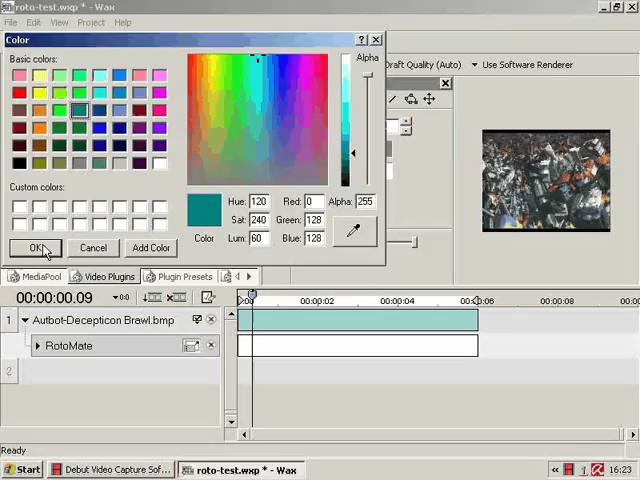 roto-test.wxp * - Wax
File Edit View Project Help
Color
Basic colors:
Alpha
Draft Quality (Auto) Use Software Renderer
Custom colors:
Hue: 120 Red: 0 Alpha: 255
Sat: 240 Green: 128
Color Lum: 60 Blue: 128
OK Cancel Add Color
MediaPool Video Plugins Plugin Presets
00:00:00.09 :0:0 :00 00:00:02 00:00:04 00:00:06 00:00:08
1 Autbot-Decepticon Brawl.bmp
RotoMate
2
Ready
Start Debut Video Capture Sof... roto-test.wxp * - Wax « 16:23